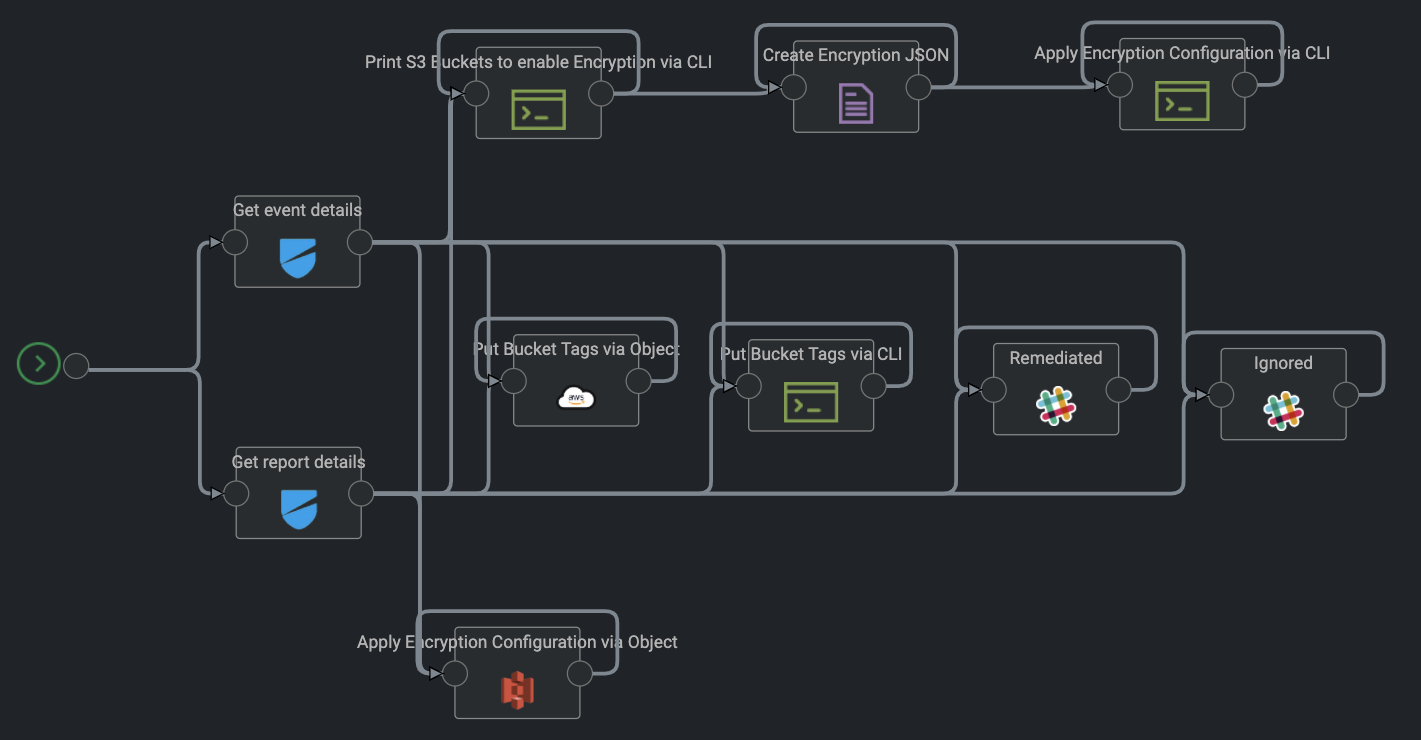 Print S3 Buckets to enable Encryption via CLI
Create Encryption JSON
Apply Encryption Configuration via CLI
Get event details
Put Bucket Tags via Object
aws
Put Bucket Tags via CLI
Remediated
Ignored
Get report details
Apply Encryption Configuration via Object